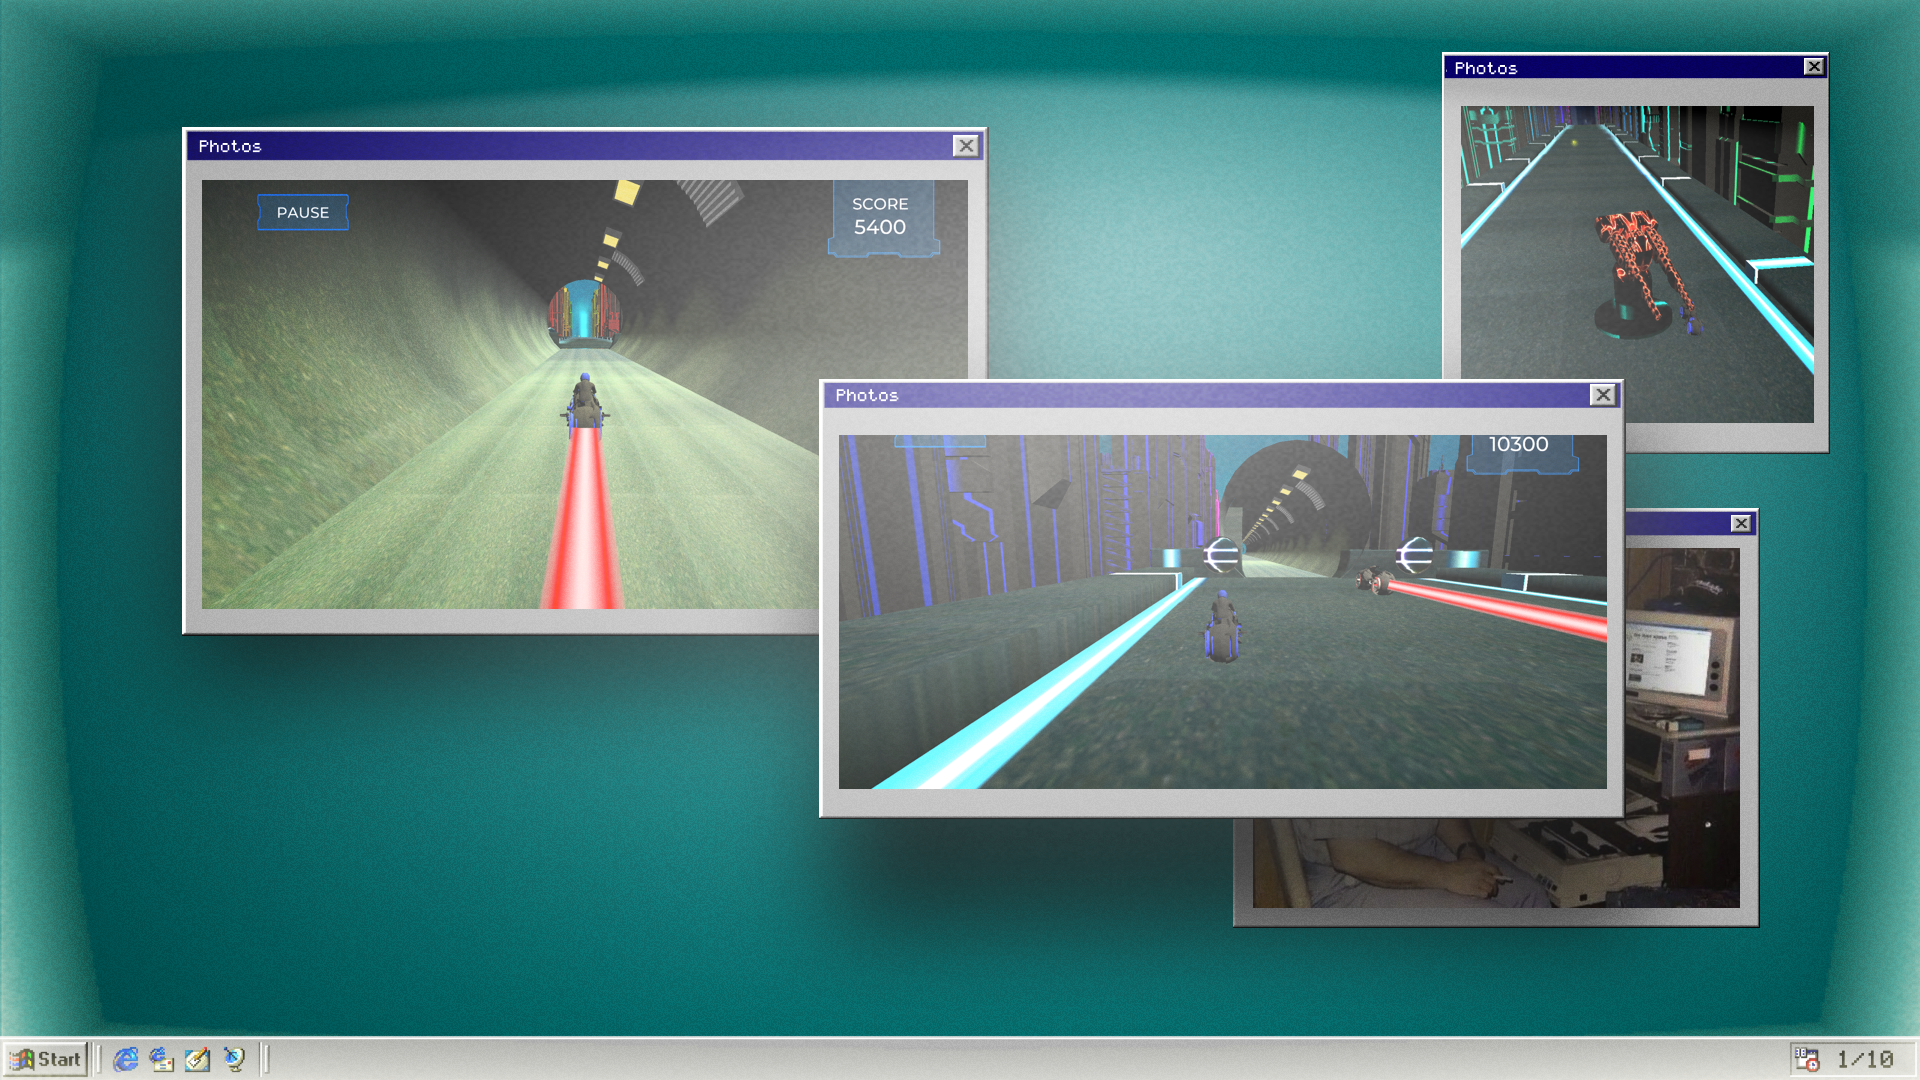 Photos
PAUSE
SCORE
5400
Photos
Photos
10300
Start
1/10